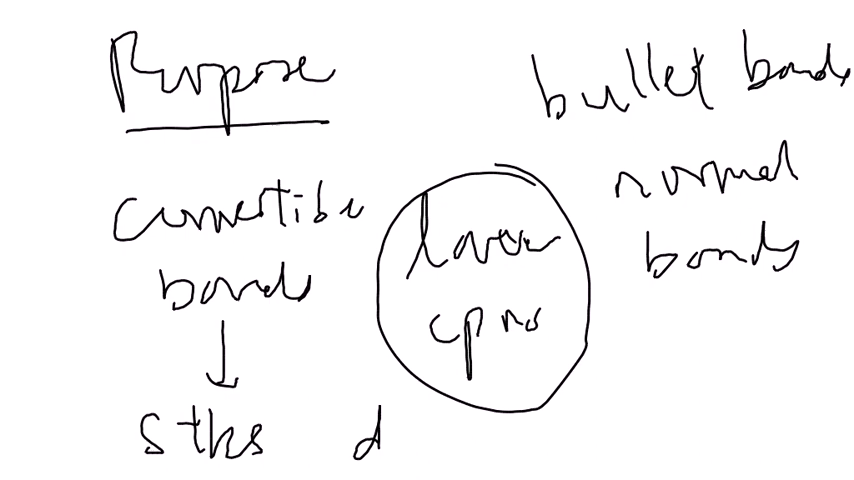 Purpose
convertible
bonds
stks d
lower
cpns
bullet bonds
normal
bonds